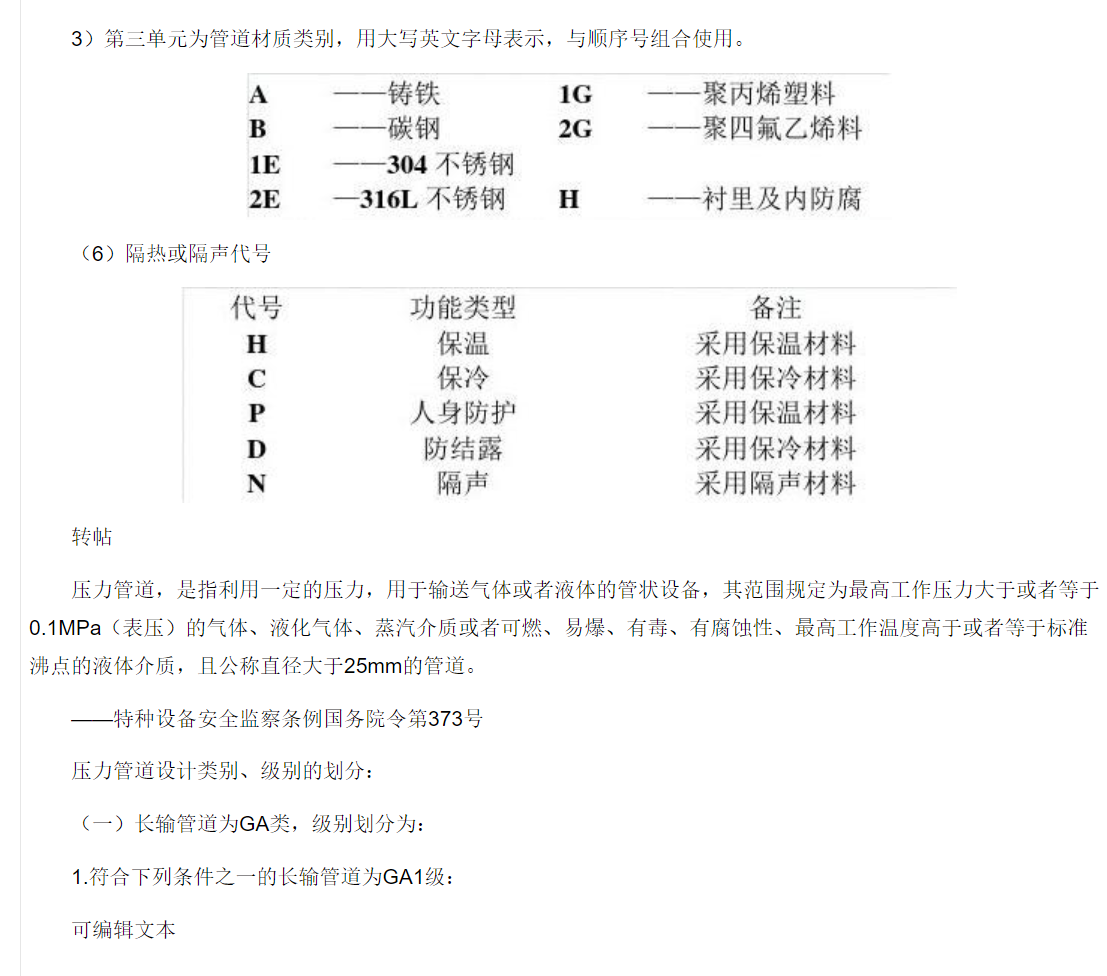 3）第三单元为管道材质类别，用大写英文字母表示，与顺序号组合使用。
A ——铸铁 1G ——聚丙烯塑料
B ——碳钢 2G ——聚四氟乙烯料
1E ——304 不锈钢
2E —316L 不锈钢 H ——衬里及内防腐
（6）隔热或隔声代号
代号 功能类型 备注
H 保温 采用保温材料
C 保冷 采用保冷材料
P 人身防护 采用保温材料
D 防结露 采用保冷材料
N 隔声 采用隔声材料
转帖
压力管道，是指利用一定的压力，用于输送气体或者液体的管状设备，其范围规定为最高工作压力大于或者等于
0.1MPa（表压）的气体、液化气体、蒸汽介质或者可燃、易爆、有毒、有腐蚀性、最高工作温度高于或者等于标准
沸点的液体介质，且公称直径大于25mm的管道。
——特种设备安全监察条例国务院令第373号
压力管道设计类别、级别的划分：
（一）长输管道为GA类，级别划分为：
1.符合下列条件之一的长输管道为GA1级：
可编辑文本